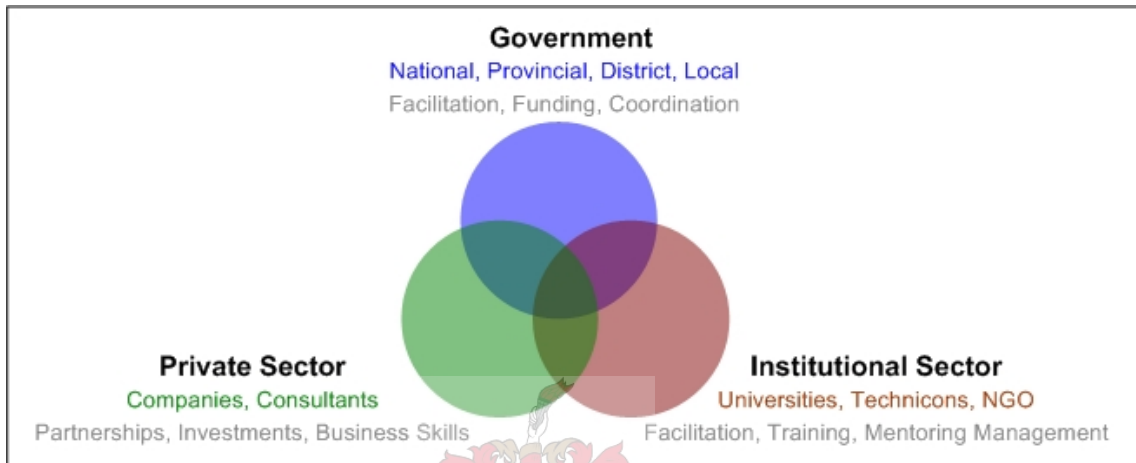 Government
National, Provincial, District, Local
Facilitation, Funding, Coordination
Private Sector
Companies, Consultants
Partnerships, Investments, Business Skills
Institutional Sector
Universities, Technicons, NGO
Facilitation, Training, Mentoring Management